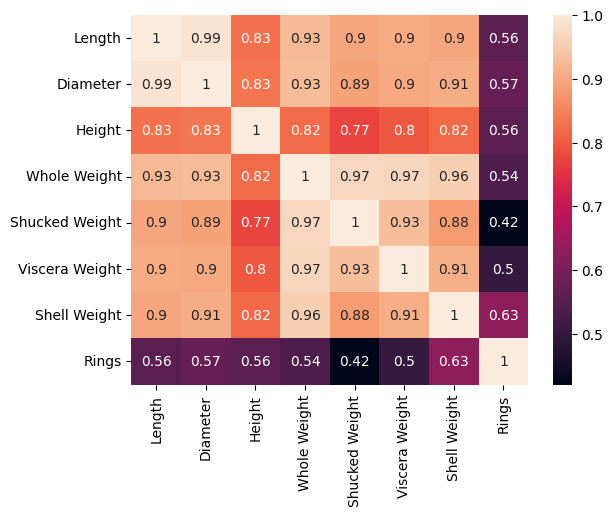 Length 1 0.99 0.83 0.93 0.9 0.9 0.9 0.56
Diameter 0.99 1 0.83 0.93 0.89 0.9 0.91 0.57
Height 0.83 0.83 1 0.82 0.77 0.8 0.82 0.56
Whole Weight 0.93 0.93 0.82 1 0.97 0.97 0.96 0.54
Shucked Weight 0.9 0.89 0.77 0.97 1 0.93 0.88 0.42
Viscera Weight 0.9 0.9 0.8 0.97 0.93 1 0.91 0.5
Shell Weight 0.9 0.91 0.82 0.96 0.88 0.91 1 0.63
Rings 0.56 0.57 0.56 0.54 0.42 0.5 0.63 1
Length
Diameter
Height
Whole Weight
Shucked Weight
Viscera Weight
Shell Weight
Rings
1.0
0.9
0.8
0.7
0.6
0.5